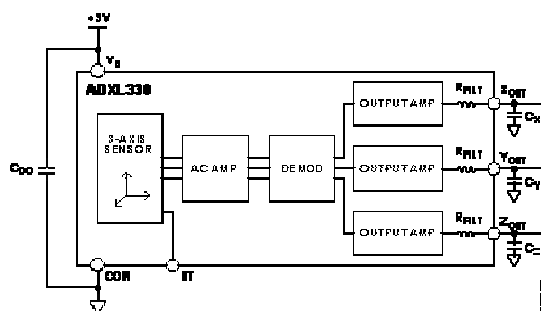 +3V
VS
ADXL330
OUTPUT AMP
RFILT
XOUT
CX
3-AXIS
SENSOR
AC AMP
DEMOD
OUTPUT AMP
RFILT
YOUT
CY
CDC
OUTPUT AMP
RFILT
ZOUT
CZ
COM
ST